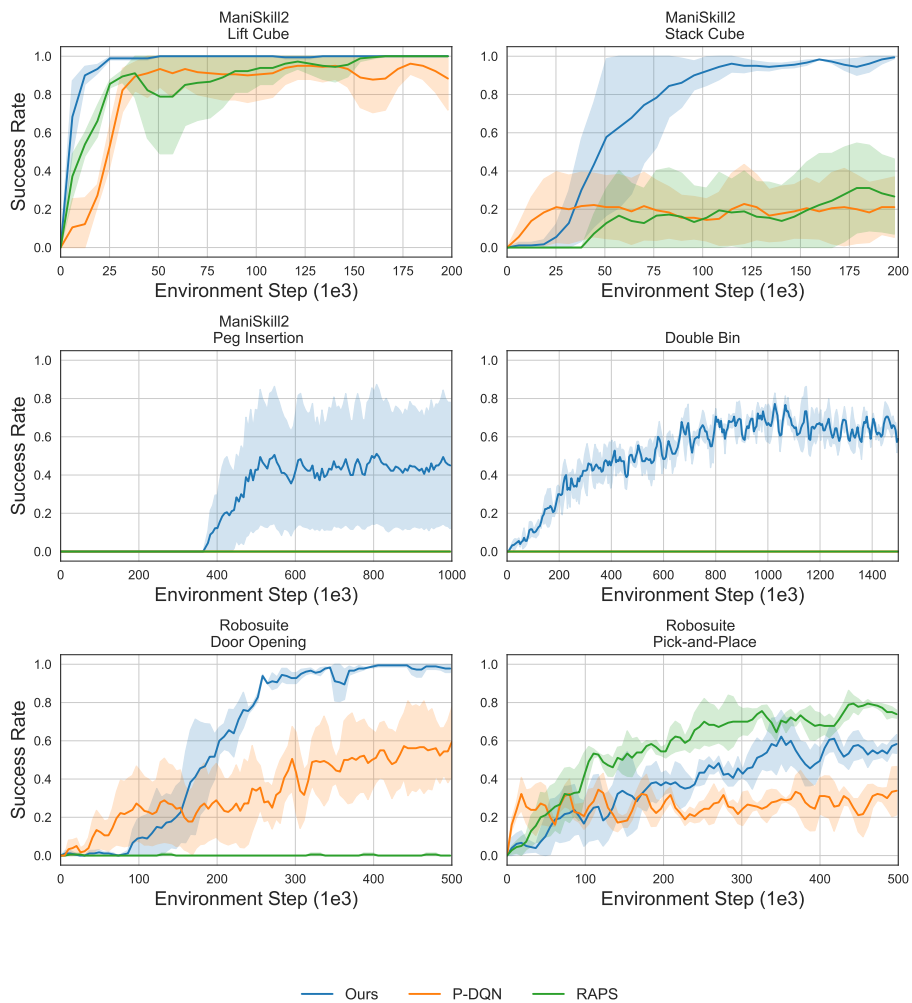 ManiSkill2
Lift Cube
ManiSkill2
Stack Cube
Success Rate
1.0
0.8
0.6
0.4
0.2
0.0
0 25 50 75 100 125 150 175 200
Environment Step (1e3)
1.0
0.8
0.6
0.4
0.2
0.0
0 25 50 75 100 125 150 175 200
Environment Step (1e3)
ManiSkill2
Peg Insertion
Double Bin
Success Rate
1.0
0.8
0.6
0.4
0.2
0.0
0 200 400 600 800 1000
Environment Step (1e3)
1.0
0.8
0.6
0.4
0.2
0.0
0 200 400 600 800 1000 1200 1400
Environment Step (1e3)
Robosuite
Door Opening
Robosuite
Pick-and-Place
Success Rate
1.0
0.8
0.6
0.4
0.2
0.0
0 100 200 300 400 500
Environment Step (1e3)
1.0
0.8
0.6
0.4
0.2
0.0
0 100 200 300 400 500
Environment Step (1e3)
Ours P-DQN RAPS